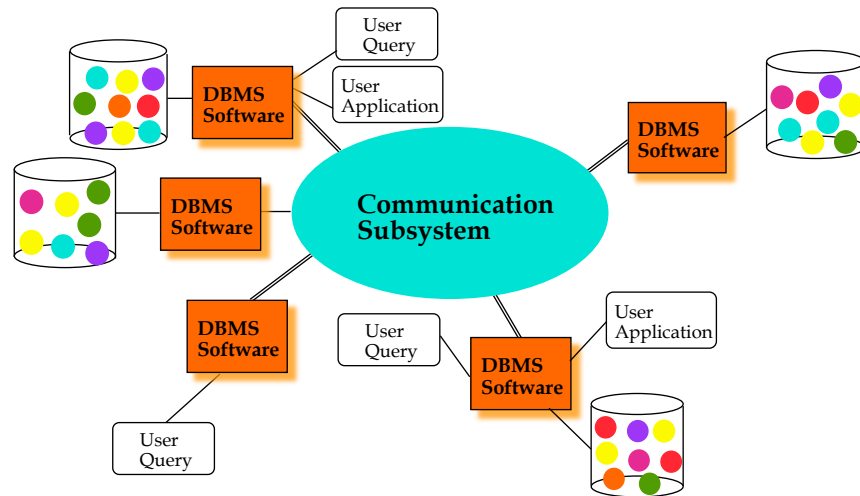 User
Query
User
Application
DBMS
Software
DBMS
Software
DBMS
Software
Communication
Subsystem
DBMS
Software
User
Query
User
Application
DBMS
Software
User
Query